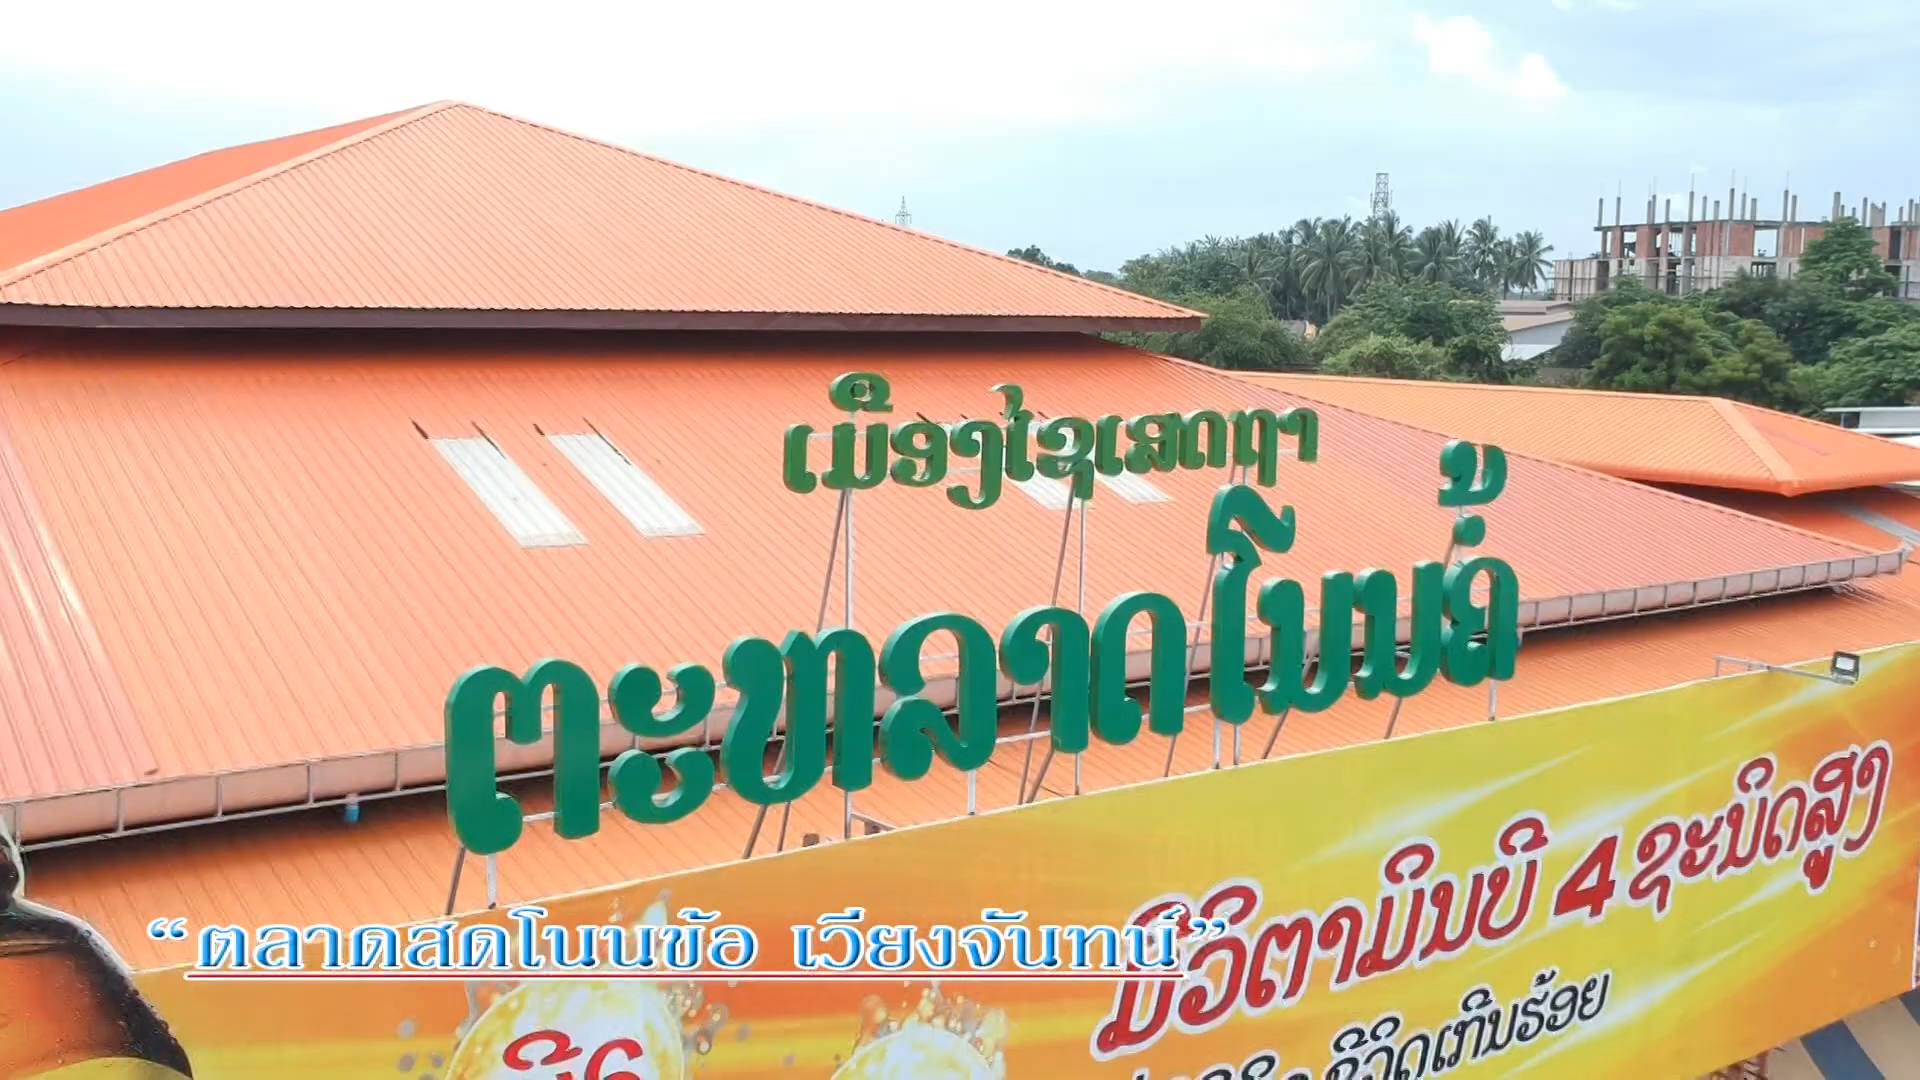 ເມືອງໄຊເສດຖາ
ຕະຫລາດໂນນຄໍ້
ມີວິຕາມິນບີ 4 ຊະນິດສູງ
ຊີວິດເກີນຮ້ອຍ
“ตลาดสดโนนข้อ เวียงจันทน์”
ບີ6